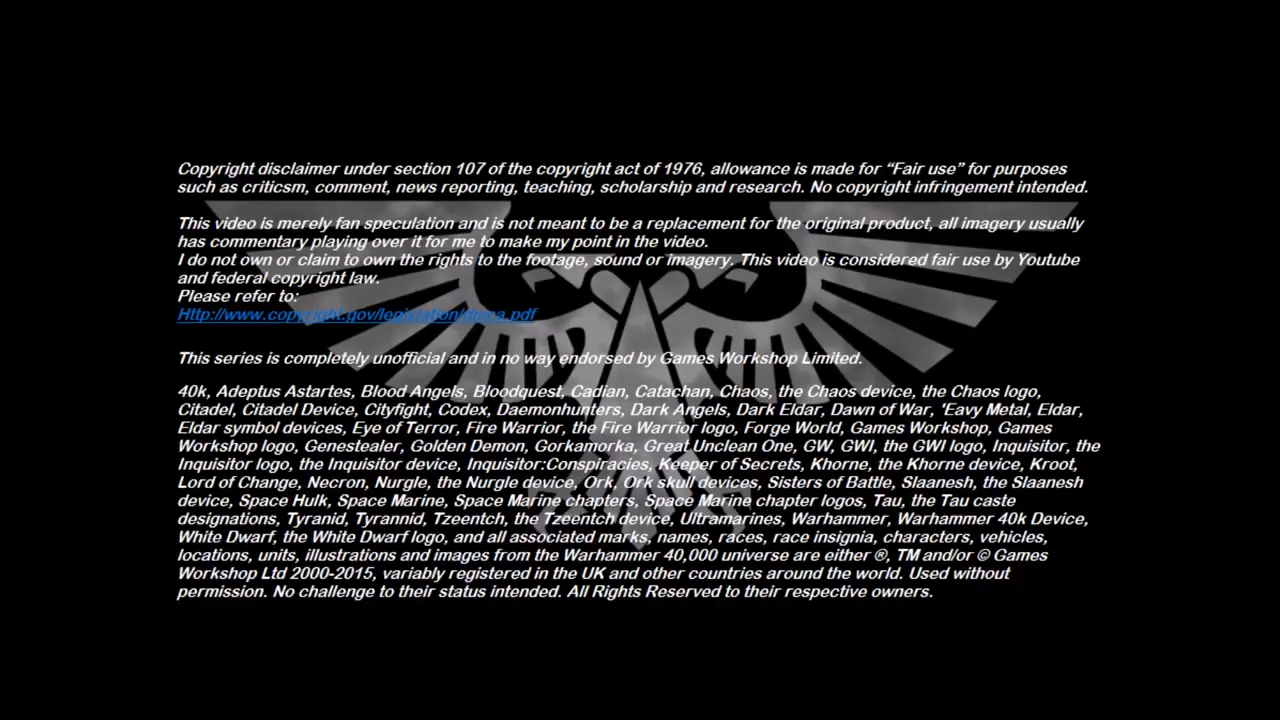 Copyright disclaimer under section 107 of the copyright act of 1976, allowance is made for “Fair use” for purposes
such as criticsm, comment, news reporting, teaching, scholarship and research. No copyright infringement intended.
This video is merely fan speculation and is not meant to be a replacement for the original product, all imagery usually
has commentary playing over it for me to make my point in the video.
I do not own or claim to own the rights to the footage, sound or imagery. This video is considered fair use by Youtube
and federal copyright law.
Please refer to:
Http://www.copyright.gov/legislation/dmca.pdf
This series is completely unofficial and in no way endorsed by Games Workshop Limited.
40k, Adeptus Astartes, Blood Angels, Bloodquest, Cadian, Catachan, Chaos, the Chaos device, the Chaos logo,
Citadel, Citadel Device, Cityfight, Codex, Daemonhunters, Dark Angels, Dark Eldar, Dawn of War, 'Eavy Metal, Eldar,
Eldar symbol devices, Eye of Terror, Fire Warrior, the Fire Warrior logo, Forge World, Games Workshop, Games
Workshop logo, Genestealer, Golden Demon, Gorkamorka, Great Unclean One, GW, GWI, the GWI logo, Inquisitor, the
Inquisitor logo, the Inquisitor device, Inquisitor:Conspiracies, Keeper of Secrets, Khorne, the Khorne device, Kroot,
Lord of Change, Necron, Nurgle, the Nurgle device, Ork, Ork skull devices, Sisters of Battle, Slaanesh, the Slaanesh
device, Space Hulk, Space Marine, Space Marine chapters, Space Marine chapter logos, Tau, the Tau caste
designations, Tyranid, Tyrannid, Tzeentch, the Tzeentch device, Ultramarines, Warhammer, Warhammer 40k Device,
White Dwarf, the White Dwarf logo, and all associated marks, names, races, race insignia, characters, vehicles,
locations, units, illustrations and images from the Warhammer 40,000 universe are either ®, TM and/or © Games
Workshop Ltd 2000-2015, variably registered in the UK and other countries around the world. Used without
permission. No challenge to their status intended. All Rights Reserved to their respective owners.